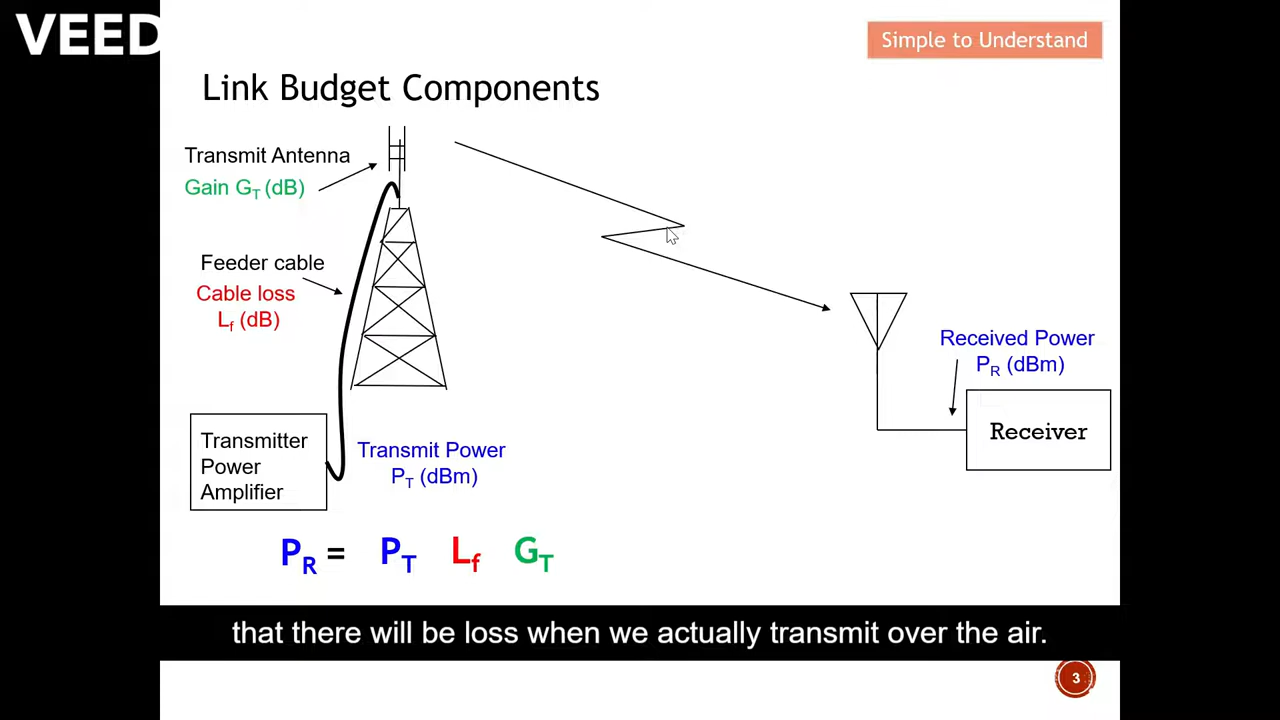 VEED
Simple to Understand
Link Budget Components
Transmit Antenna
Gain GT (dB)
Feeder cable
Cable loss
Lf (dB)
Received Power
PR (dBm)
Receiver
Transmitter
Power
Amplifier
Transmit Power
PT (dBm)
PR = PT Lf GT
that there will be loss when we actually transmit over the air.
3